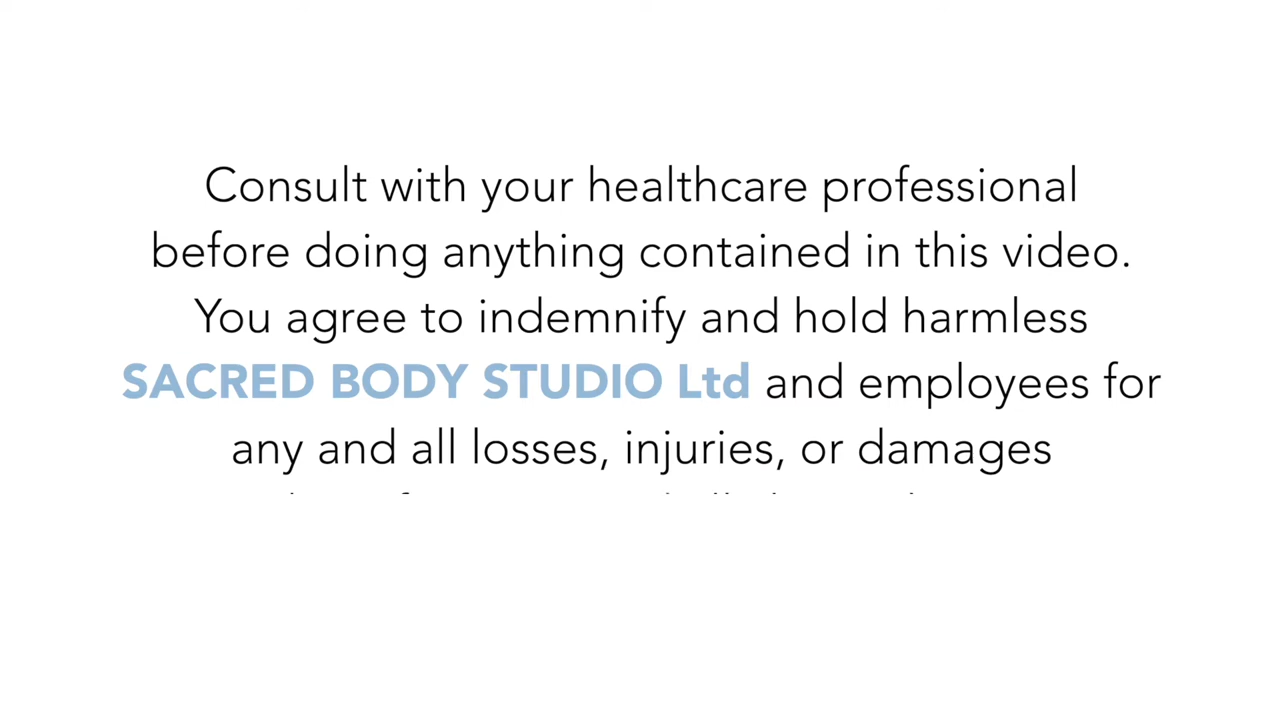 Consult with your healthcare professional
before doing anything contained in this video.
You agree to indemnify and hold harmless
SACRED BODY STUDIO Ltd and employees for
any and all losses, injuries, or damages